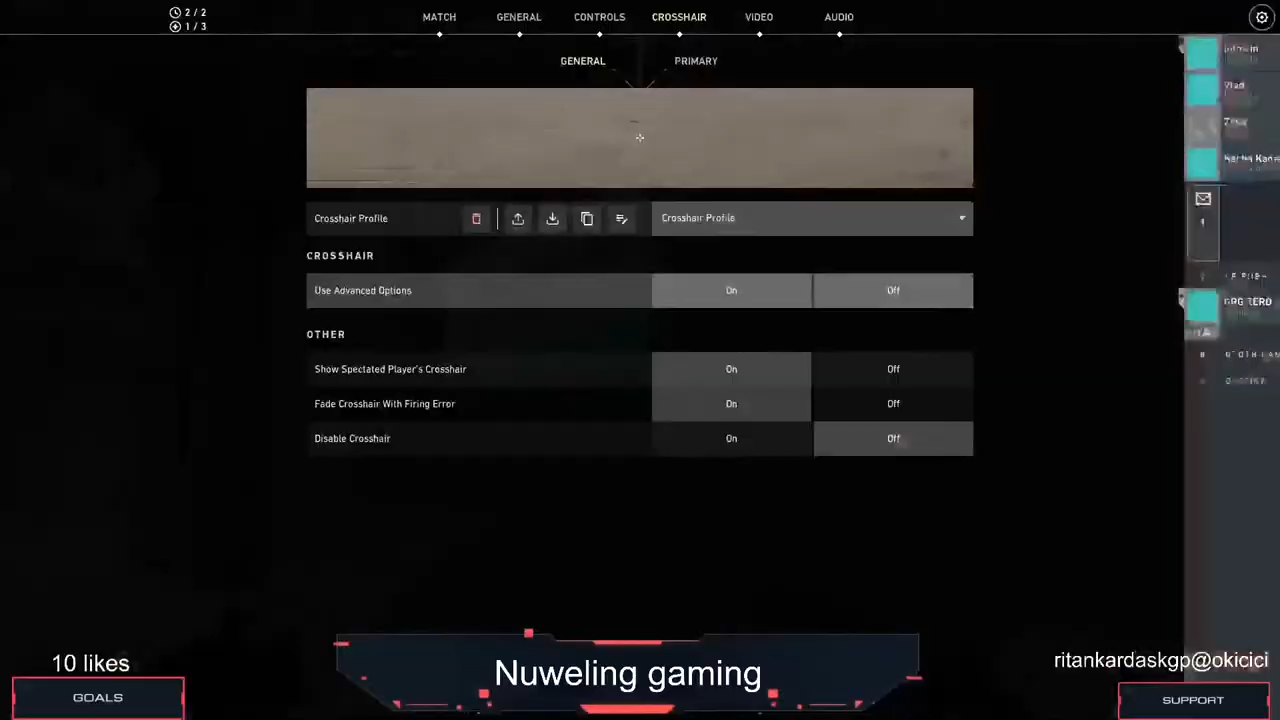 2 / 2
1 / 3
MATCH
GENERAL
CONTROLS
CROSSHAIR
VIDEO
AUDIO
GENERAL
PRIMARY
Crosshair Profile
Crosshair Profile
CROSSHAIR
Use Advanced Options
On
Off
OTHER
Show Spectated Player's Crosshair
On
Off
Fade Crosshair With Firing Error
On
Off
Disable Crosshair
On
Off
Vlad
10 likes
GOALS
Nuweling gaming
ritankardaskgp@okicici
SUPPORT